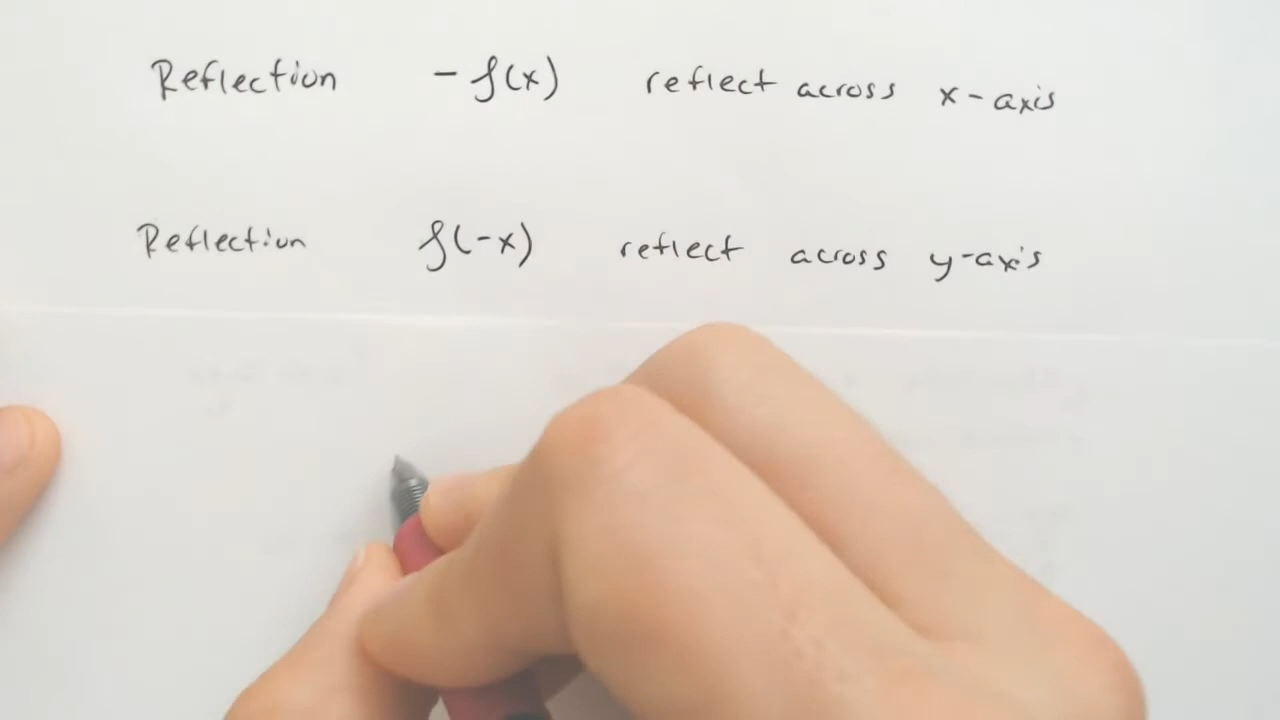 Reflection -f(x) reflect across x-axis
Reflection f(-x) reflect across y-axis